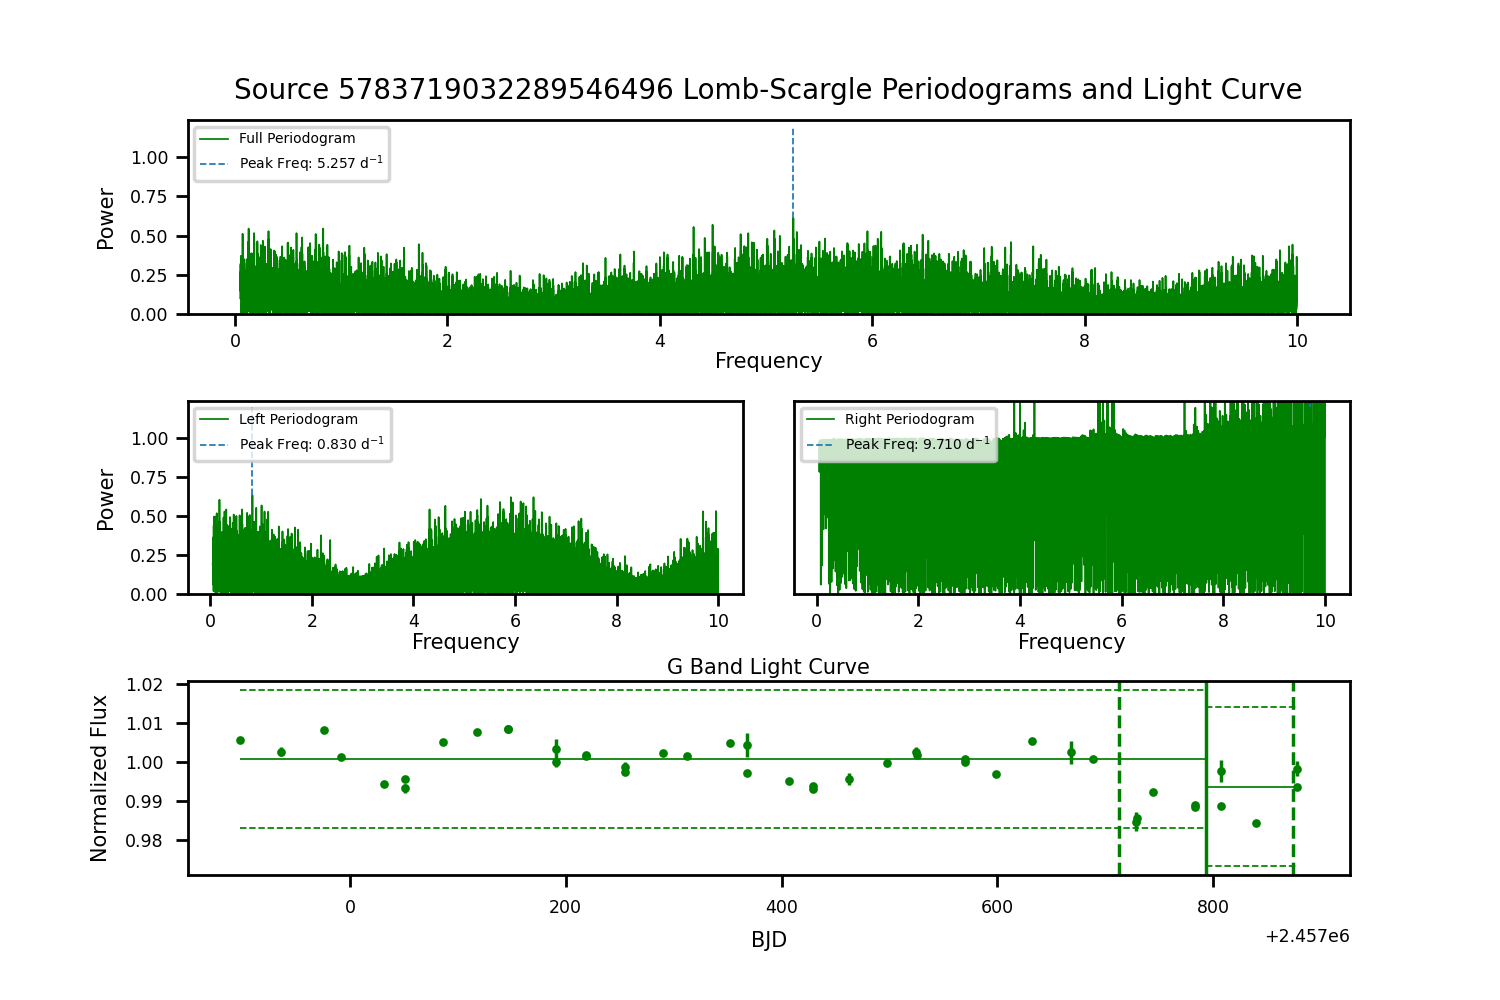 Source 5783719032289546496 Lomb-Scargle Periodograms and Light Curve
Full Periodogram
Peak Freq: 5.257 d⁻¹
Power
1.00
0.75
0.50
0.25
0.00
0 2 4 6 8 10
Frequency
Left Periodogram
Peak Freq: 0.830 d⁻¹
Power
1.00
0.75
0.50
0.25
0.00
0 2 4 6 8 10
Frequency
Right Periodogram
Peak Freq: 9.710 d⁻¹
0 2 4 6 8 10
Frequency
G Band Light Curve
Normalized Flux
1.02
1.01
1.00
0.99
0.98
0 200 400 600 800
BJD
+2.457e6